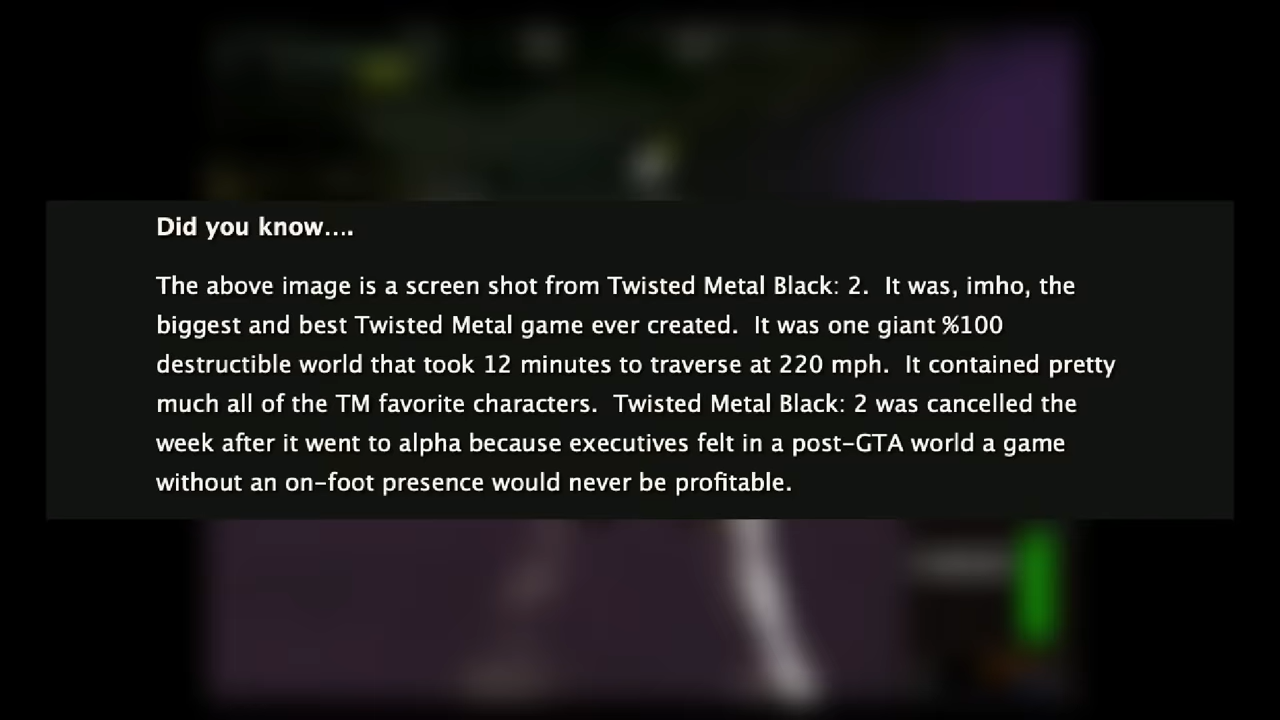 Did you know....
The above image is a screen shot from Twisted Metal Black: 2.  It was, imho, the
biggest and best Twisted Metal game ever created.  It was one giant %100
destructible world that took 12 minutes to traverse at 220 mph.  It contained pretty
much all of the TM favorite characters.  Twisted Metal Black: 2 was cancelled the
week after it went to alpha because executives felt in a post-GTA world a game
without an on-foot presence would never be profitable.